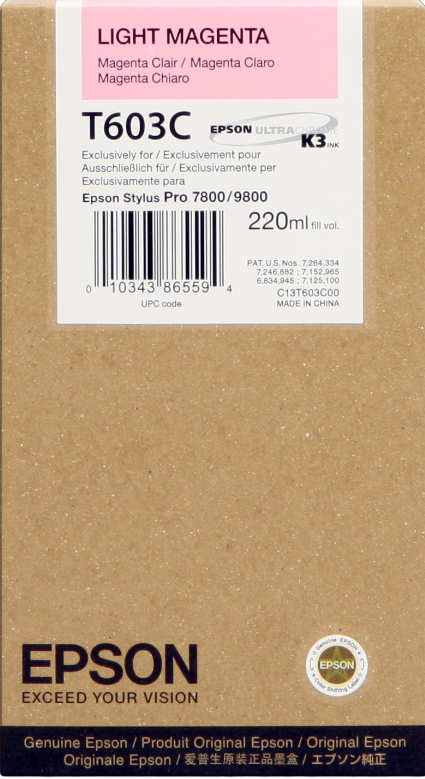 LIGHT MAGENTA
Magenta Clair / Magenta Claro
Magenta Chiaro
T603C
EPSON ULTRACHROME
K3 INK
Exclusively for / Exclusivement pour
Ausschließlich für / Exclusivamente per
Exclusivamente para
Epson Stylus Pro 7800/9800
220ml fill vol.
0 10343 86559 4
UPC code
PAT. U.S. Nos. 7,264,334
7,246,882 ; 7,152,965
6,834,945 ; 7,125,100
C13T603C00
MADE IN CHINA
EPSON
EXCEED YOUR VISION
Genuine EPSON
EPSON
Color Shifting Label
Genuine Epson / Produit Original Epson / Original Epson
Originale Epson / 爱普生原装正品墨盒 / エプソン純正